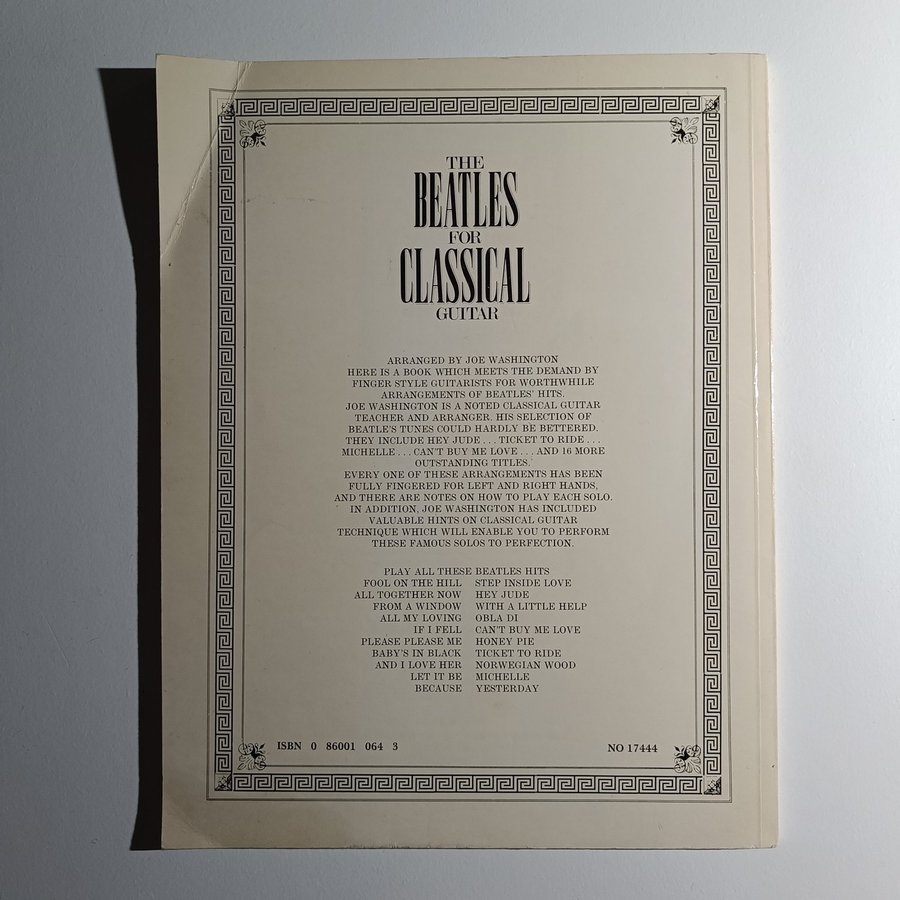 THE
BEATLES
FOR
CLASSICAL
GUITAR
ARRANGED BY JOE WASHINGTON
HERE IS A BOOK WHICH MEETS THE DEMAND BY
FINGER STYLE GUITARISTS FOR WORTHWHILE
ARRANGEMENTS OF BEATLES' HITS.
JOE WASHINGTON IS A NOTED CLASSICAL GUITAR
TEACHER AND ARRANGER. HIS SELECTION OF
BEATLE'S TUNES COULD HARDLY BE BETTERED.
THEY INCLUDE HEY JUDE . . . TICKET TO RIDE . . .
MICHELLE . . . CAN'T BUY ME LOVE . . . AND 16 MORE
OUTSTANDING TITLES.
EVERY ONE OF THESE ARRANGEMENTS HAS BEEN
FULLY FINGERED FOR LEFT AND RIGHT HANDS,
AND THERE ARE NOTES ON HOW TO PLAY EACH SOLO.
IN ADDITION, JOE WASHINGTON HAS INCLUDED
VALUABLE HINTS ON CLASSICAL GUITAR
TECHNIQUE WHICH WILL ENABLE YOU TO PERFORM
THESE FAMOUS SOLOS TO PERFECTION.
PLAY ALL THESE BEATLES HITS
FOOL ON THE HILL STEP INSIDE LOVE
ALL TOGETHER NOW HEY JUDE
FROM A WINDOW WITH A LITTLE HELP
ALL MY LOVING OBLA DI
IF I FELL CAN'T BUY ME LOVE
PLEASE PLEASE ME HONEY PIE
BABY'S IN BLACK TICKET TO RIDE
AND I LOVE HER NORWEGIAN WOOD
LET IT BE MICHELLE
BECAUSE YESTERDAY
ISBN 0 86001 064 3 NO 17444